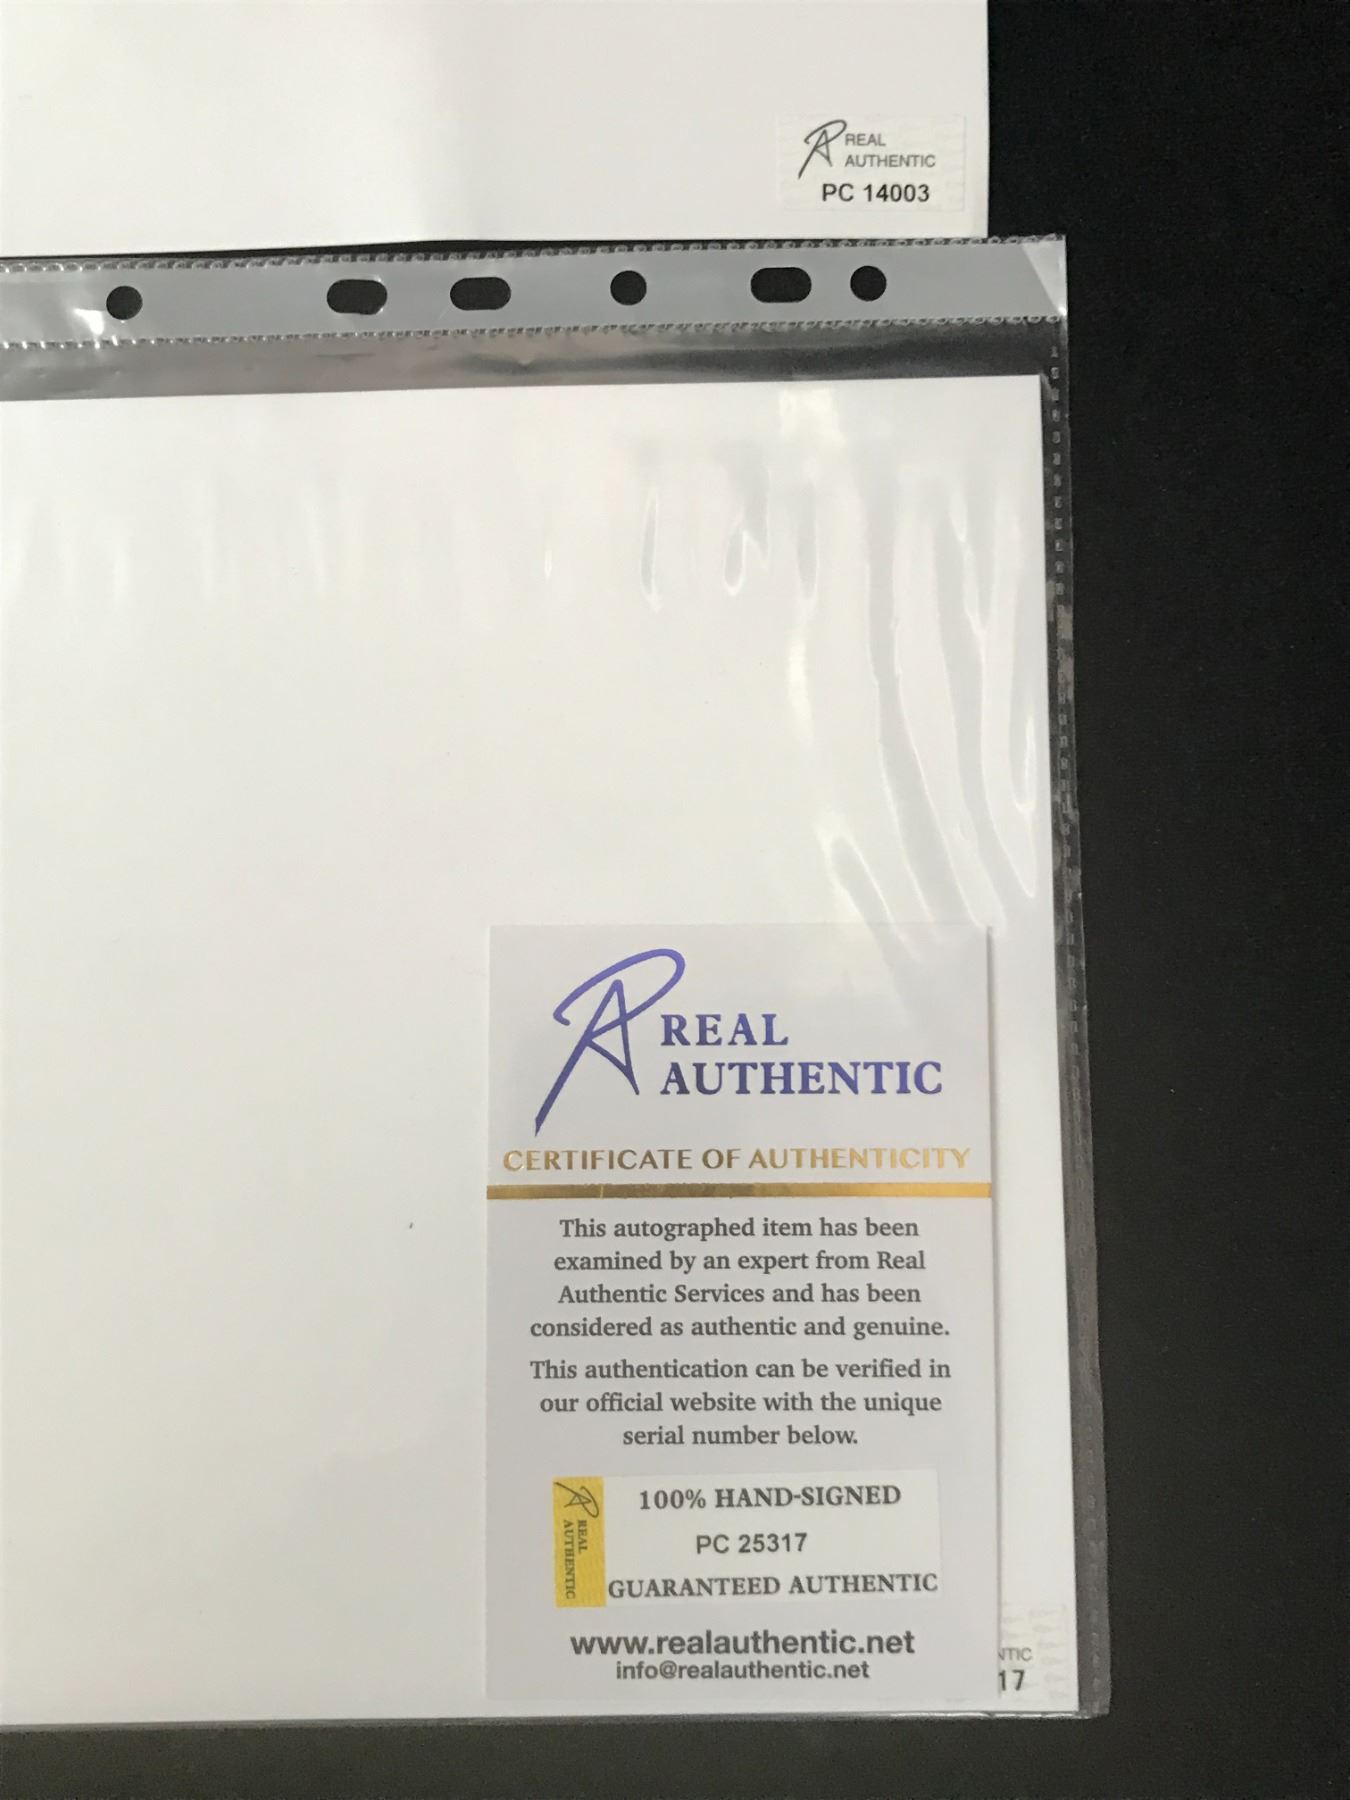 REAL
AUTHENTIC
PC 14003
REAL
AUTHENTIC
CERTIFICATE OF AUTHENTICITY
This autographed item has been
examined by an expert from Real
Authentic Services and has been
considered as authentic and genuine.
This authentication can be verified in
our official website with the unique
serial number below.
REAL
AUTHENTIC
100% HAND-SIGNED
PC 25317
GUARANTEED AUTHENTIC
www.realauthentic.net
info@realauthentic.net
NTIC
17